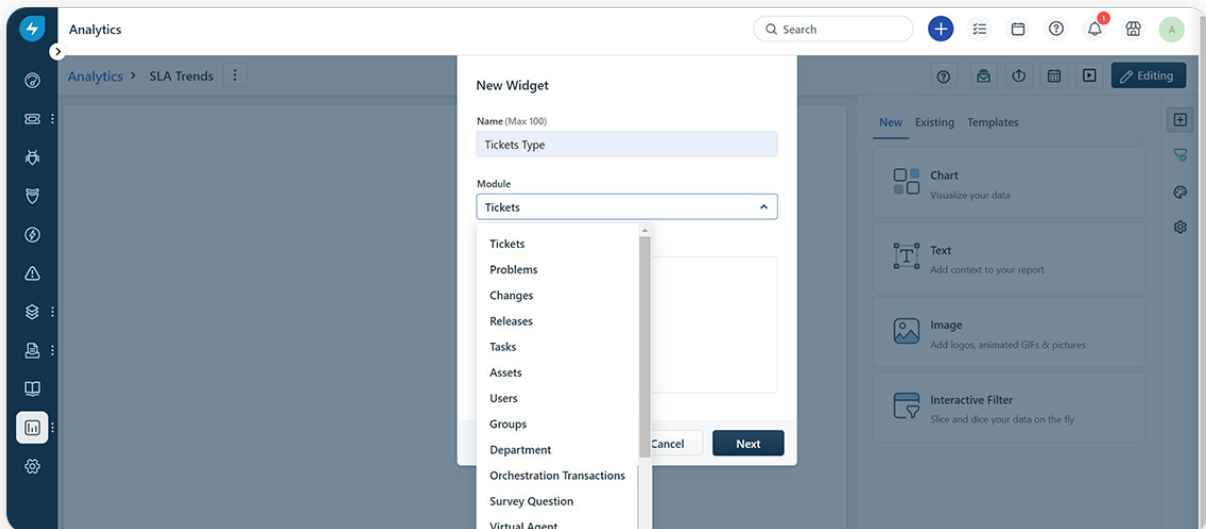 Analytics
Search
1
A
Analytics > SLA Trends
Editing
New Widget
Name (Max 100)
Tickets Type
Module
Tickets
Tickets
Problems
Changes
Releases
Tasks
Assets
Users
Groups
Department
Orchestration Transactions
Survey Question
Virtual Agent
Cancel
Next
New Existing Templates
Chart
Visualize your data
Text
Add context to your report
Image
Add logos, animated GIFs & pictures
Interactive Filter
Slice and dice your data on the fly